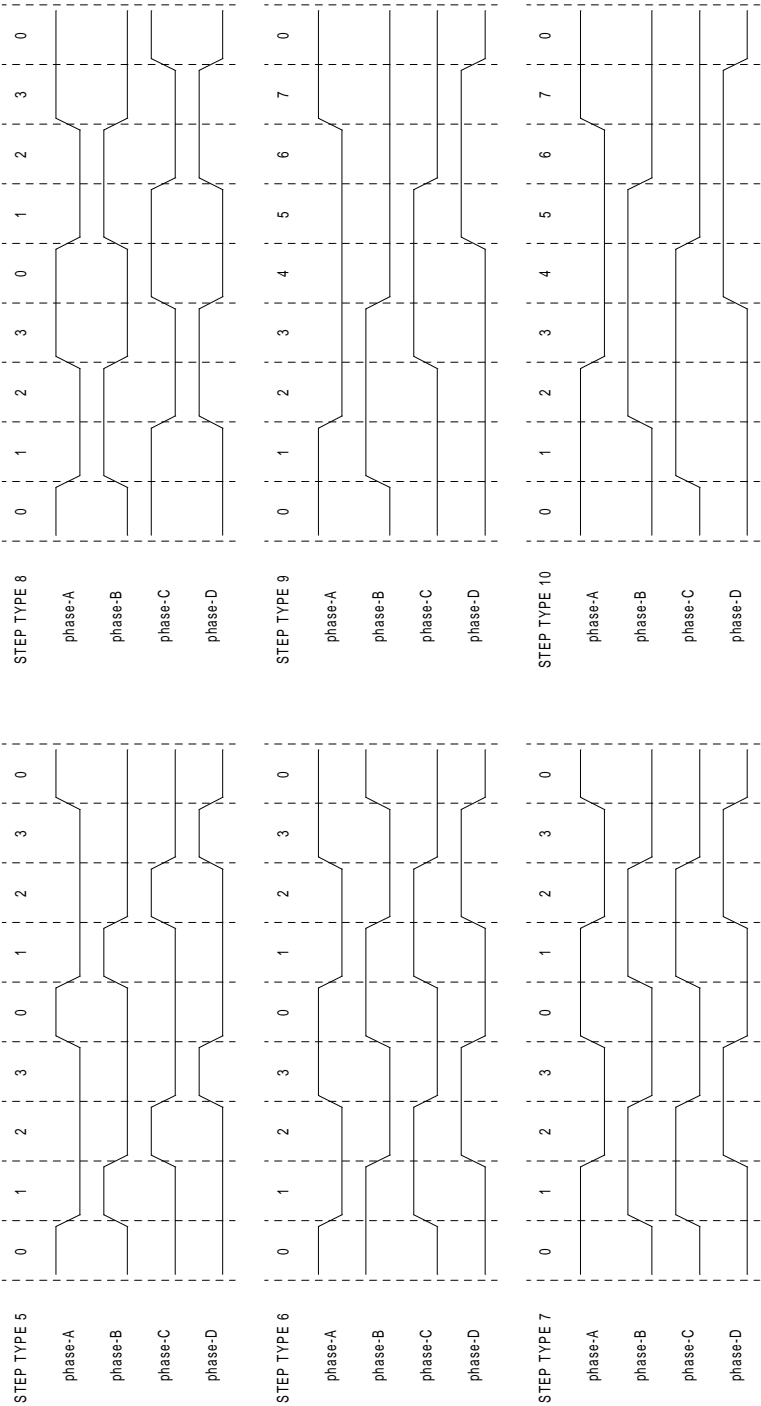 STEP TYPE 5
0 1 2 3 0 1 2 3 0
phase-A
phase-B
phase-C
phase-D
STEP TYPE 6
0 1 2 3 0 1 2 3 0
phase-A
phase-B
phase-C
phase-D
STEP TYPE 7
0 1 2 3 0 1 2 3 0
phase-A
phase-B
phase-C
phase-D
STEP TYPE 8
0 1 2 3 0 1 2 3 0
phase-A
phase-B
phase-C
phase-D
STEP TYPE 9
0 1 2 3 4 5 6 7 0
phase-A
phase-B
phase-C
phase-D
STEP TYPE 10
0 1 2 3 4 5 6 7 0
phase-A
phase-B
phase-C
phase-D